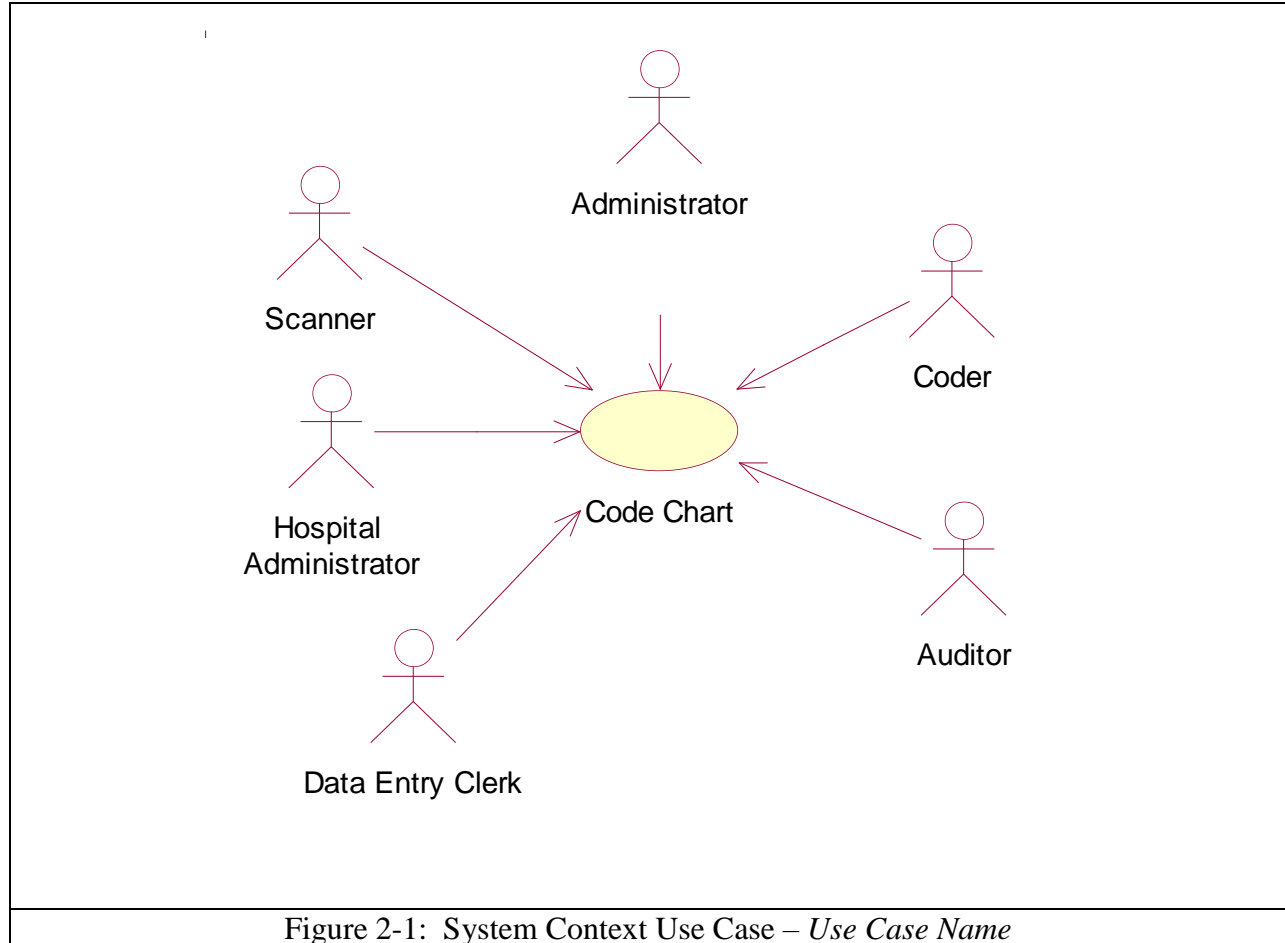 Administrator
Scanner
Coder
Hospital
Administrator
Code Chart
Auditor
Data Entry Clerk
Figure 2-1: System Context Use Case – Use Case Name